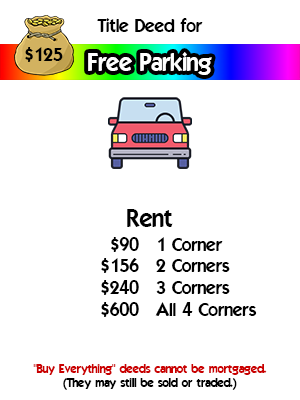 Title Deed for
$125
Free Parking
Rent
$90 1 Corner
$156 2 Corners
$240 3 Corners
$600 All 4 Corners
"Buy Everything" deeds cannot be mortgaged.
(They may still be sold or traded.)